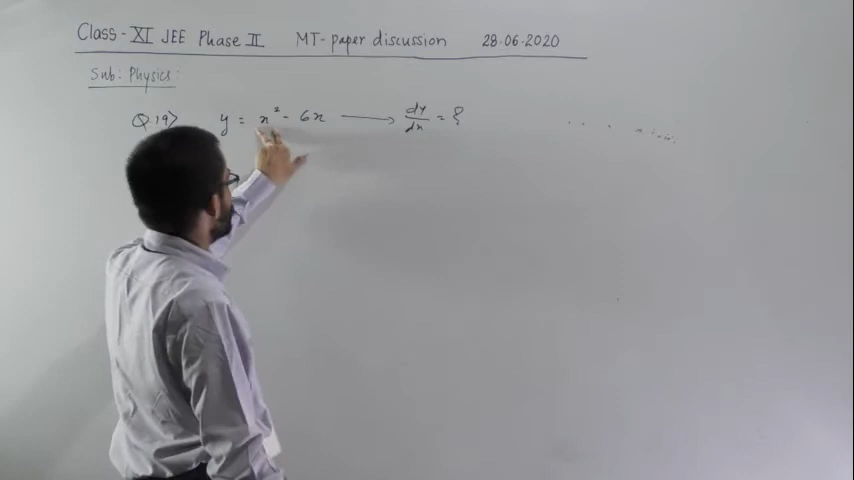 Class - XI JEE Phase II MT- paper discussion 28.06.2020
Sub: Physics:
Q.19> y = x² - 6x ⟶ dy/dx = ?